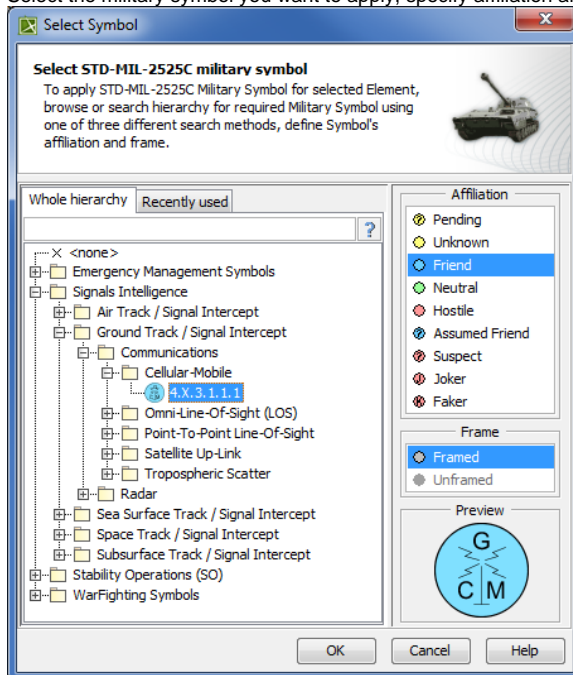 Select the military symbol you want to apply, specify affiliation a
Select Symbol
Select STD-MIL-2525C military symbol
To apply STD-MIL-2525C Military Symbol for selected Element,
browse or search hierarchy for required Military Symbol using
one of three different search methods, define Symbol's
affiliation and frame.
Whole hierarchy Recently used
?
<none>
Emergency Management Symbols
Signals Intelligence
Air Track / Signal Intercept
Ground Track / Signal Intercept
Communications
Cellular-Mobile
4.X.3.1.1.1
Omni-Line-Of-Sight (LOS)
Point-To-Point Line-Of-Sight
Satellite Up-Link
Tropospheric Scatter
Radar
Sea Surface Track / Signal Intercept
Space Track / Signal Intercept
Subsurface Track / Signal Intercept
Stability Operations (SO)
WarFighting Symbols
Affiliation
Pending
Unknown
Friend
Neutral
Hostile
Assumed Friend
Suspect
Joker
Faker
Frame
Framed
Unframed
Preview
G
C M
OK Cancel Help